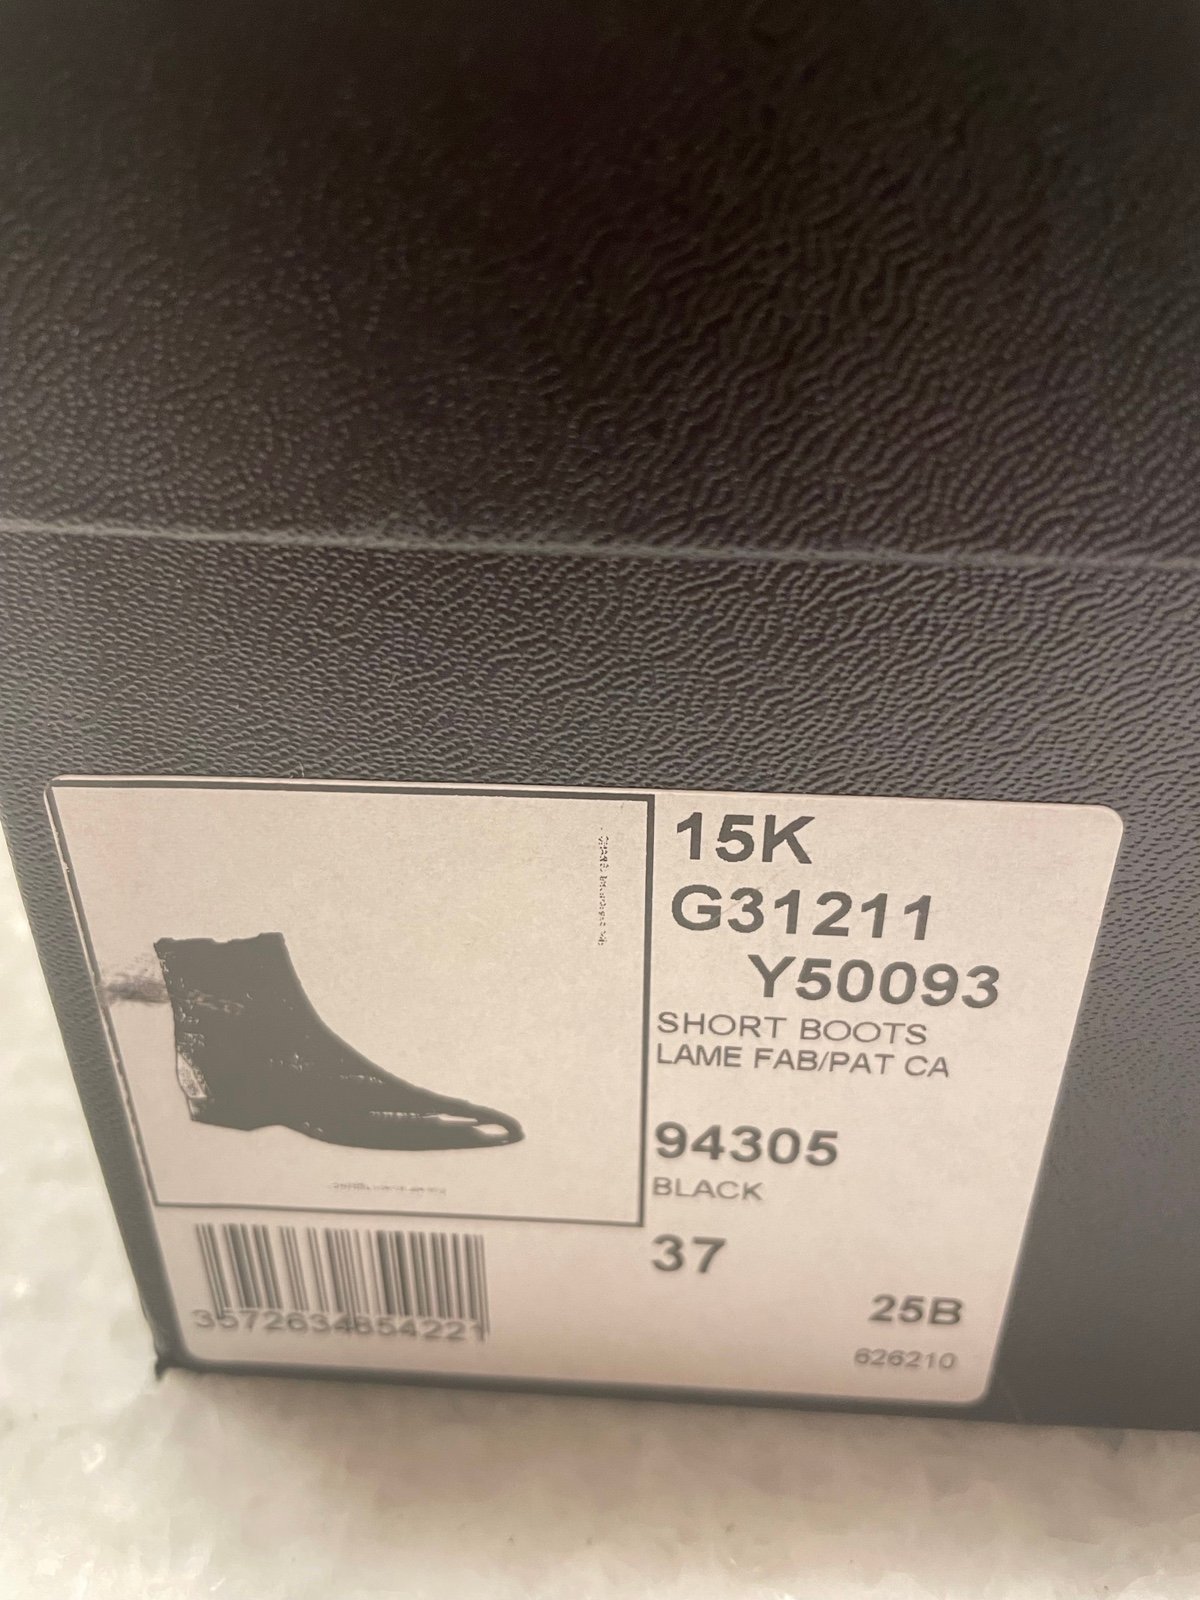 15K
G31211
Y50093
SHORT BOOTS
LAME FAB/PAT CA
94305
BLACK
37
3572634854221
25B
626210